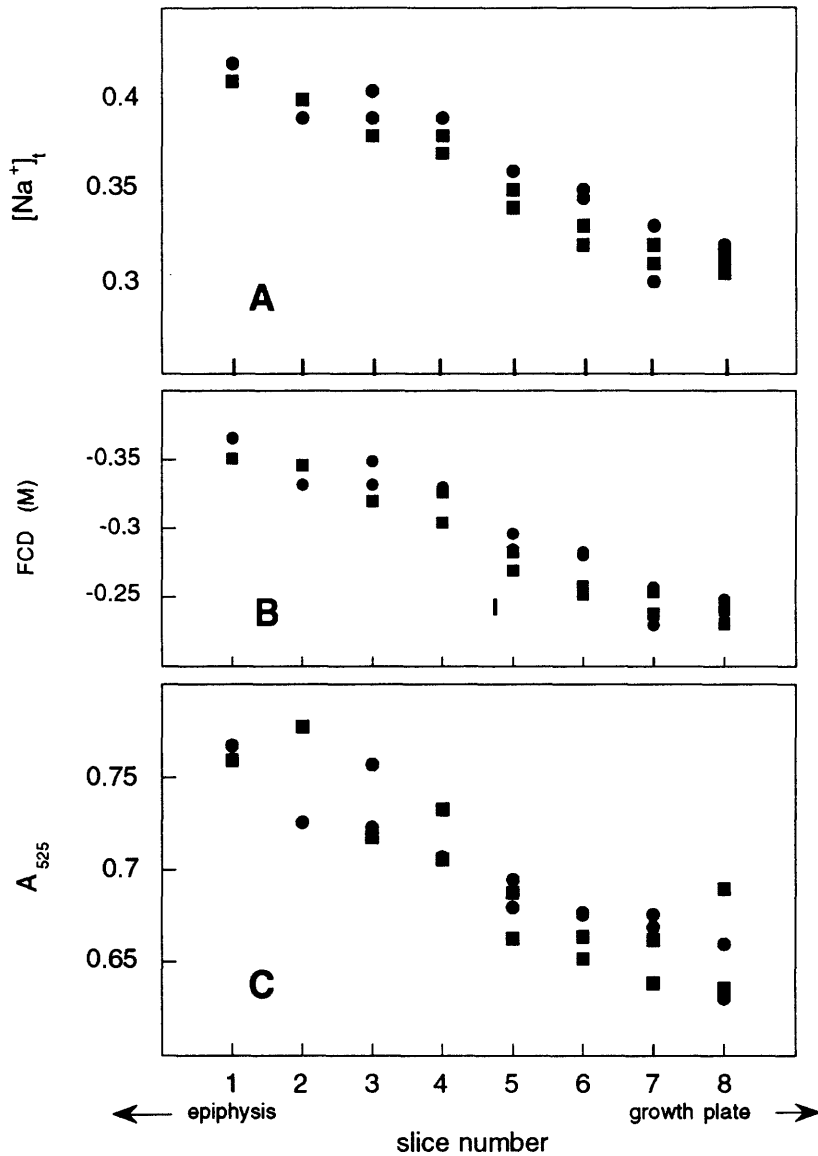 [Na⁺]ₜ
0.4
0.35
0.3
A
FCD (M)
-0.35
-0.3
-0.25
B
A₅₂₅
0.75
0.7
0.65
C
1 2 3 4 5 6 7 8
epiphysis growth plate
slice number